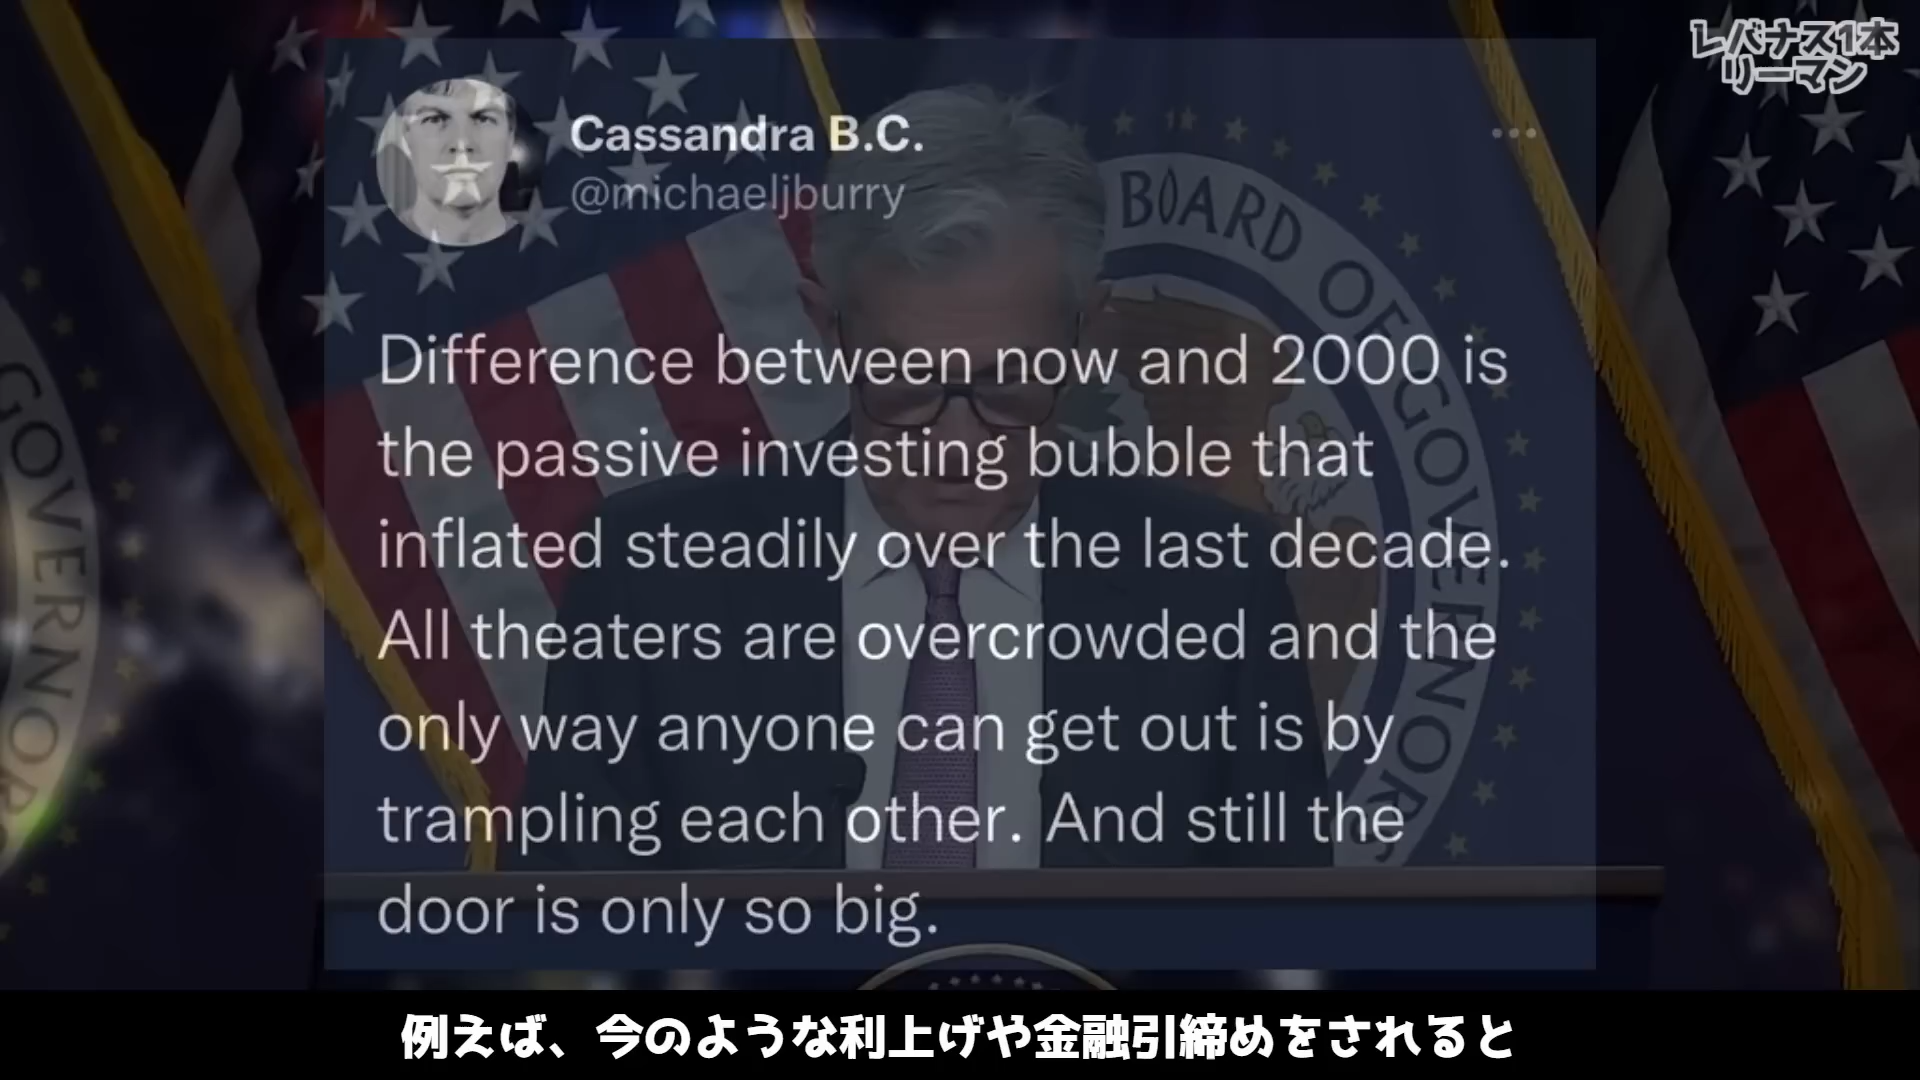 レバナス1本
リーマン
Cassandra B.C.
@michaeljburry
BOARD OF GOVERNORS
GOVERNOR
Difference between now and 2000 is
the passive investing bubble that
inflated steadily over the last decade.
All theaters are overcrowded and the
only way anyone can get out is by
trampling each other. And still the
door is only so big.
例えば、今のような利上げや金融引締めをされると